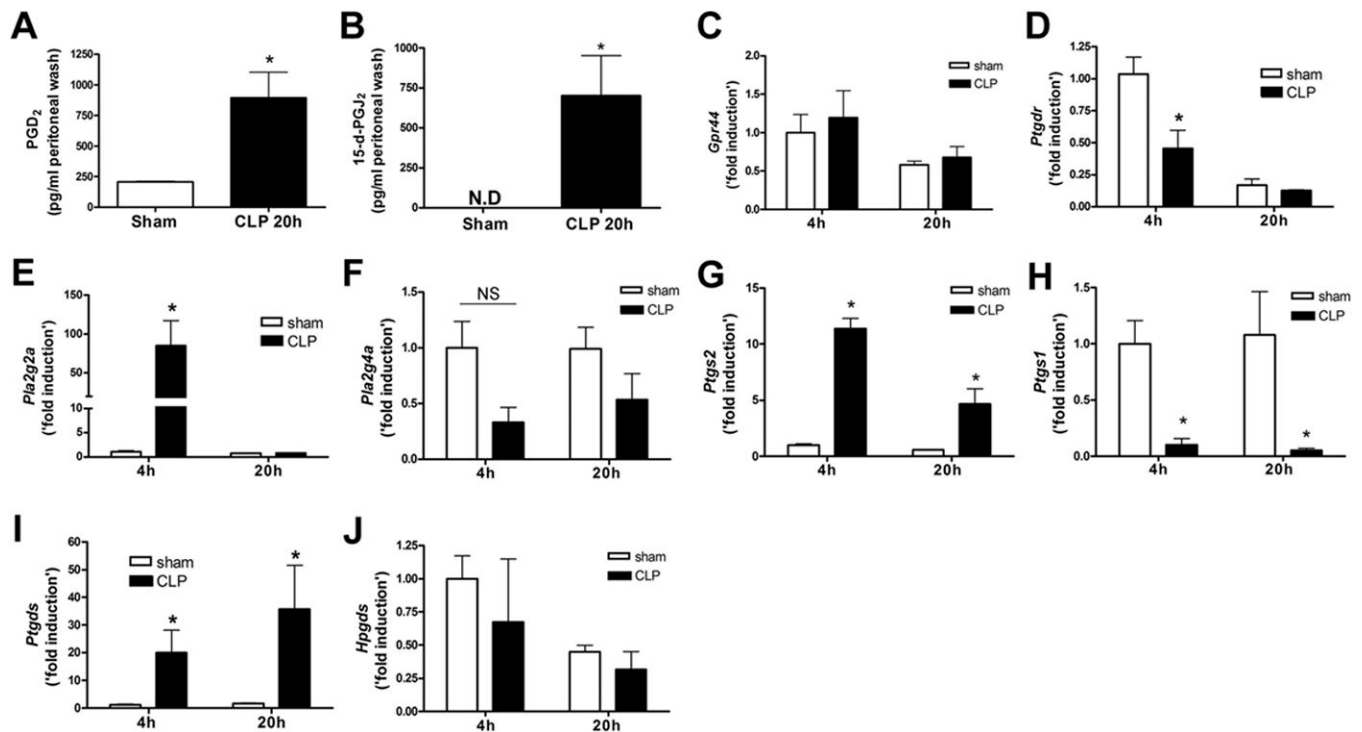 A
PGD2
(pg/ml peritoneal wash)
1250
1000
750
500
250
0
*
Sham
CLP 20h
B
15-d-PGJ2
(pg/ml peritoneal wash)
1000
750
500
250
0
N.D
*
Sham
CLP 20h
C
Gpr44
('fold induction')
2.0
1.5
1.0
0.5
0.0
sham
CLP
4h
20h
D
Ptgdr
('fold induction')
1.25
1.00
0.75
0.50
0.25
0.00
sham
CLP
*
4h
20h
E
Pla2g2a
('fold induction')
150
100
50
10
5
0
*
sham
CLP
4h
20h
F
Pla2g4a
('fold induction')
1.5
1.0
0.5
0.0
NS
sham
CLP
4h
20h
G
Ptgs2
('fold induction')
15
10
5
0
*
*
sham
CLP
4h
20h
H
Ptgs1
('fold induction')
1.5
1.0
0.5
0.0
sham
CLP
*
*
4h
20h
I
Ptgds
('fold induction')
60
50
40
30
20
10
0
sham
CLP
*
*
4h
20h
J
Hpgds
('fold induction')
1.25
1.00
0.75
0.50
0.25
0.00
sham
CLP
4h
20h